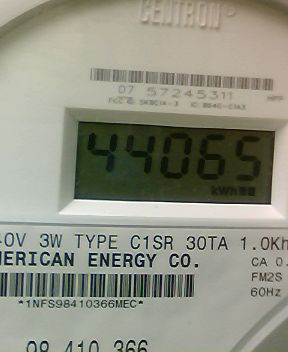 CENTRON®
07 57245311
FCC ID: SK9C1A-3 IC: 864G-C1A3
44065
kWh
40V 3W TYPE C1SR 30TA 1.0Kh
MERICAN ENERGY CO.
CA 0.
FM2S
60Hz
*1NFS98410366MEC*
98 410 366